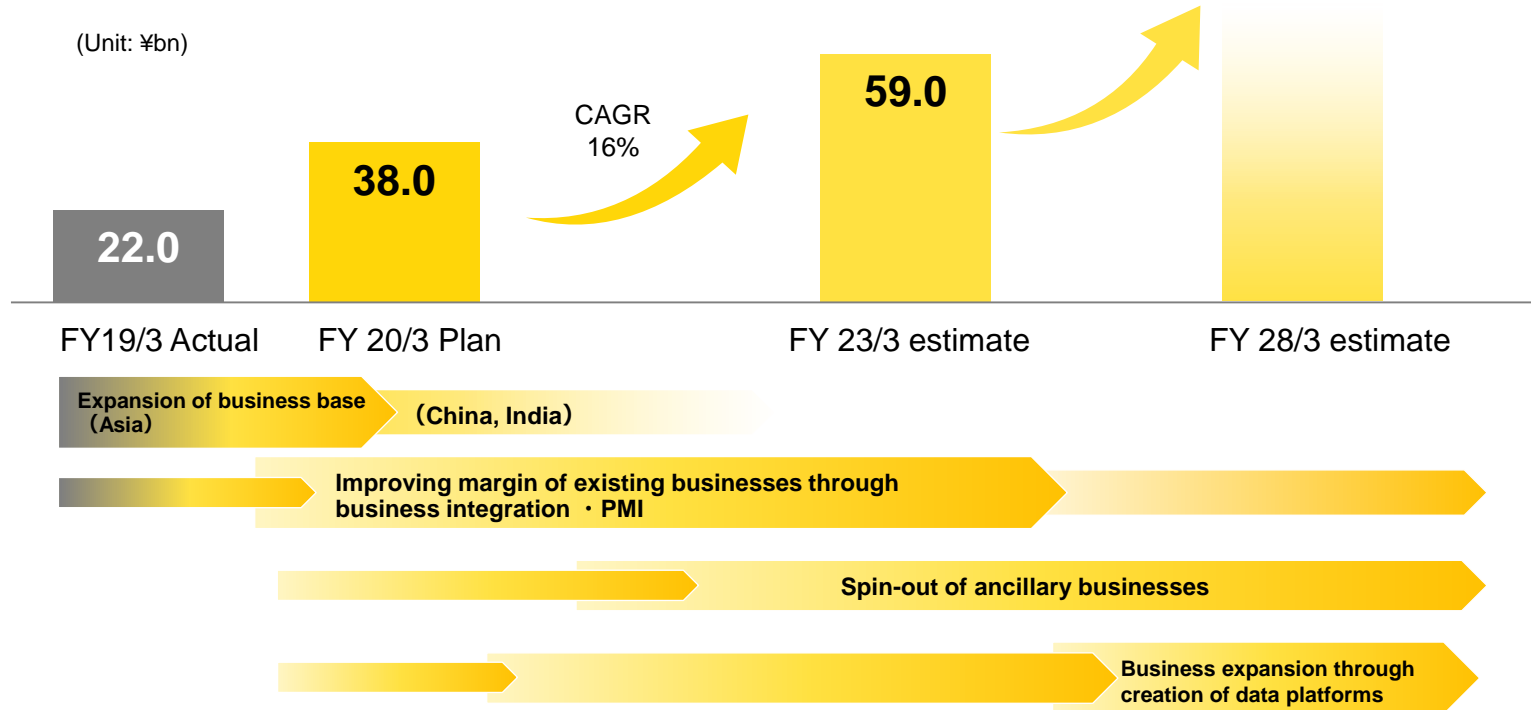 (Unit: ¥bn)
CAGR
16%
22.0
38.0
59.0
FY19/3 Actual
FY 20/3 Plan
FY 23/3 estimate
FY 28/3 estimate
Expansion of business base
（Asia）
（China, India）
Improving margin of existing businesses through
business integration ・ PMI
Spin-out of ancillary businesses
Business expansion through
creation of data platforms